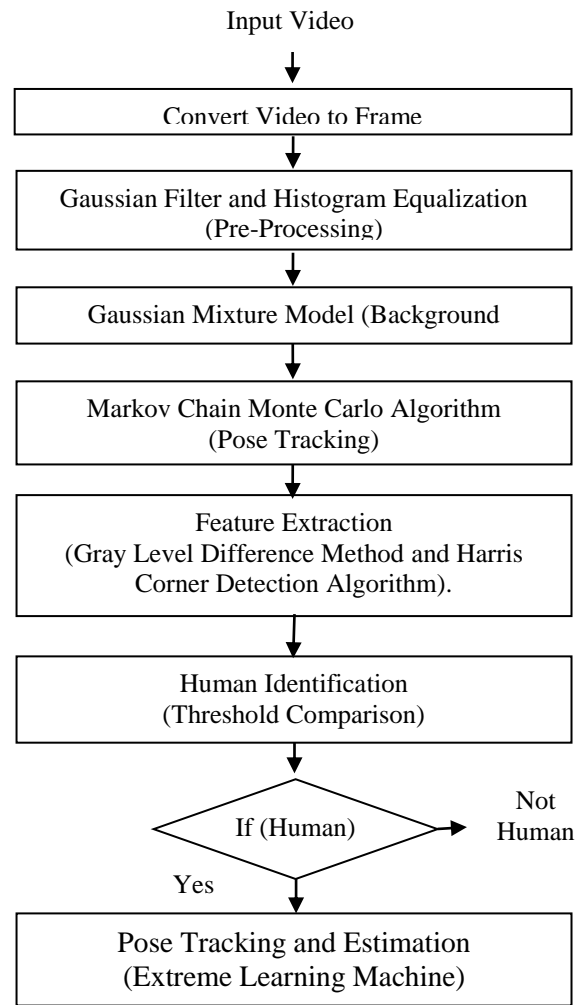 Input Video
Convert Video to Frame
Gaussian Filter and Histogram Equalization
(Pre-Processing)
Gaussian Mixture Model (Background
Markov Chain Monte Carlo Algorithm
(Pose Tracking)
Feature Extraction
(Gray Level Difference Method and Harris
Corner Detection Algorithm).
Human Identification
(Threshold Comparison)
If (Human)
Not
Human
Yes
Pose Tracking and Estimation
(Extreme Learning Machine)